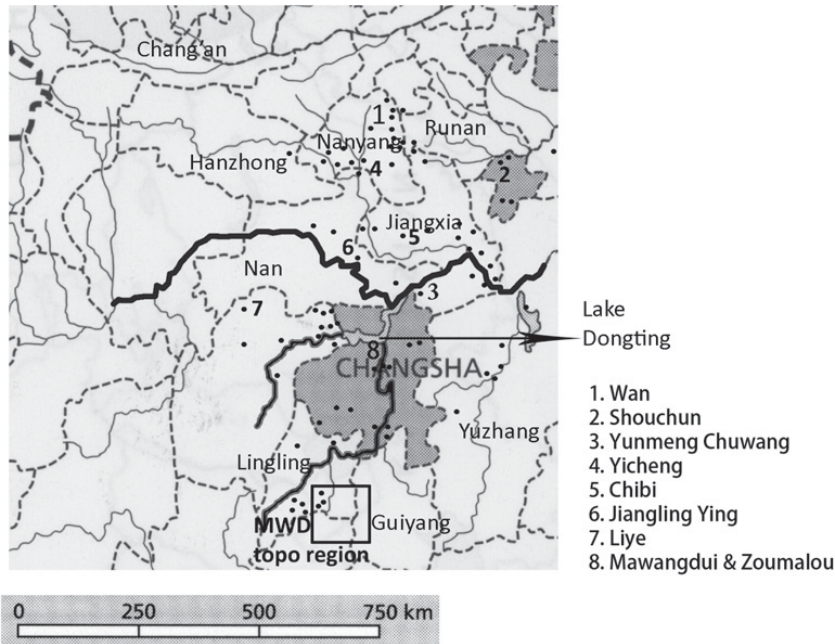 Chang'an
1
Runan
Nanyang
Hanzhong
4
2
Jiangxia
5
6
Nan
3
7
Lake
Dongting
8
CHANGSHA
Yuzhang
Lingling
MWD
Guiyang
topo region
1. Wan
2. Shouchun
3. Yunmeng Chuwang
4. Yicheng
5. Chibi
6. Jiangling Ying
7. Liye
8. Mawangdui & Zoumalou
0 250 500 750 km